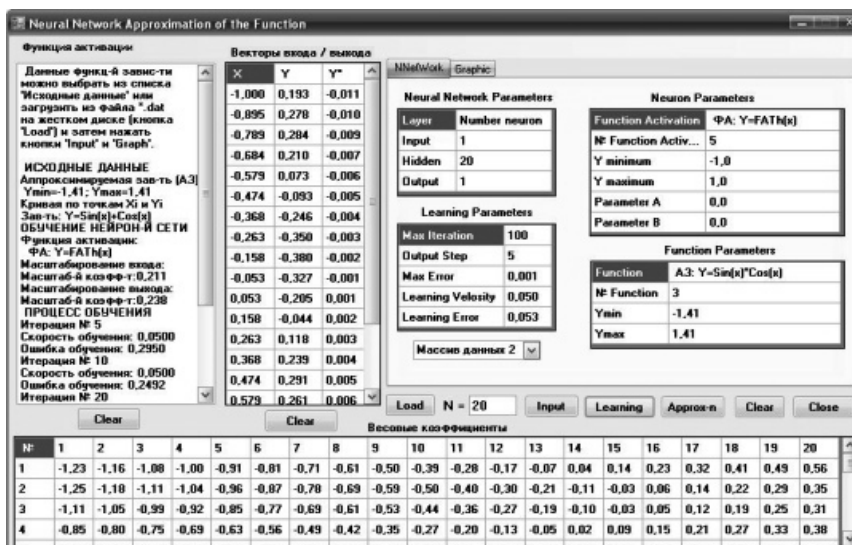 Neural Network Approximation of the Function
Функция активации
Данные функц-й завис-ти
можно выбрать из списка
'Исходные данные' или
загрузить из файла *.dat
на жестком диске (кнопка
'Load') и затем нажать
кнопки 'Input' и 'Graph'.
ИСХОДНЫЕ ДАННЫЕ
Аппроксимируемая зав-ть (АЗ)
Ymin=-1,41; Ymax=1,41
Кривая по точкам Xi и Yi
Зав-ть: Y=Sin(x)+Cos(x)
ОБУЧЕНИЕ НЕЙРОН-Й СЕТИ
Функция активации:
ФА: Y=FATh(x)
Масштабирование входа:
Масштаб-й коэфф-т:0,211
Масштабирование выхода:
Масштаб-й коэфф-т:0,238
ПРОЦЕСС ОБУЧЕНИЯ
Итерация № 5
Скорость обучения: 0,0500
Ошибка обучения: 0,2950
Итерация № 10
Скорость обучения: 0,0500
Ошибка обучения: 0,2492
Итерация № 20
Clear
Векторы входа / выхода
X Y Y*
-1,000 0,193 -0,011
-0,895 0,278 -0,010
-0,789 0,284 -0,009
-0,684 0,210 -0,007
-0,579 0,073 -0,006
-0,474 -0,093 -0,005
-0,368 -0,246 -0,004
-0,263 -0,350 -0,003
-0,158 -0,380 -0,002
-0,053 -0,327 -0,001
0,053 -0,205 0,001
0,158 -0,044 0,002
0,263 0,118 0,003
0,368 0,239 0,004
0,474 0,291 0,005
0,579 0,261 0,006
Clear
NNetWork Graphic
Neural Network Parameters
Layer Number neuron
Input 1
Hidden 20
Output 1
Learning Parameters
Max Iteration 100
Output Step 5
Max Error 0,001
Learning Velosity 0,050
Learning Error 0,053
Массив данных 2
Neuron Parameters
Function Activation ФА: Y=FATh(x)
№ Function Activ... 5
Y minimum -1,0
Y maximum 1,0
Parameter A 0,0
Parameter B 0,0
Function Parameters
Function АЗ: Y=Sin(x)*Cos(x)
№ Function 3
Ymin -1,41
Ymax 1,41
Load N = 20 Input Learning Approx-n Clear Close
Весовые коэффициенты
№ 1 2 3 4 5 6 7 8 9 10 11 12 13 14 15 16 17 18 19 20
1 -1,23 -1,16 -1,08 -1,00 -0,91 -0,81 -0,71 -0,61 -0,50 -0,39 -0,28 -0,17 -0,07 0,04 0,14 0,23 0,32 0,41 0,49 0,56
2 -1,25 -1,18 -1,11 -1,04 -0,96 -0,87 -0,78 -0,69 -0,59 -0,50 -0,40 -0,30 -0,21 -0,11 -0,03 0,06 0,14 0,22 0,29 0,35
3 -1,11 -1,05 -0,99 -0,92 -0,85 -0,77 -0,69 -0,61 -0,53 -0,44 -0,36 -0,27 -0,19 -0,10 -0,03 0,05 0,12 0,19 0,25 0,31
4 -0,85 -0,80 -0,75 -0,69 -0,63 -0,56 -0,49 -0,42 -0,35 -0,27 -0,20 -0,13 -0,05 0,02 0,09 0,15 0,21 0,27 0,33 0,38